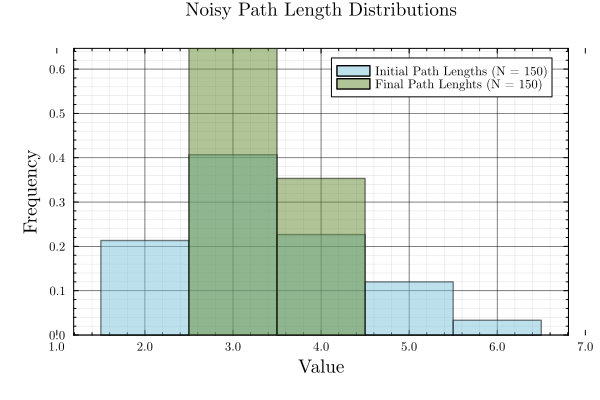 Noisy Path Length Distributions
Initial Path Lengths (N = 150)
Final Path Lenghts (N = 150)
Frequency
0.6
0.5
0.4
0.3
0.2
0.1
0.0
1.0 2.0 3.0 4.0 5.0 6.0 7.0
Value